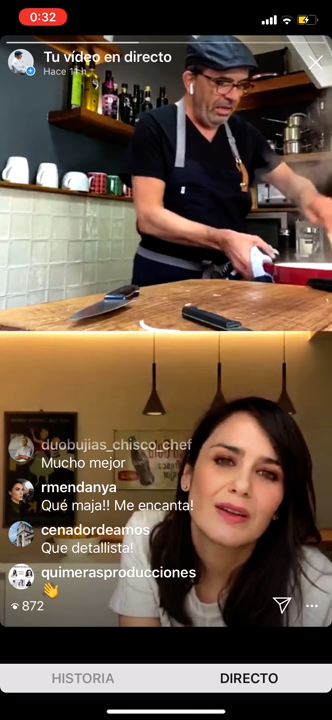 0:32
Tu vídeo en directo
Hace 11 h
duobujias_chisco_chef
Mucho mejor
rmendanya
Qué maja!! Me encanta!
cenadordeamos
Que detallista!
quimerasproducciones
👋
872
HISTORIA
DIRECTO